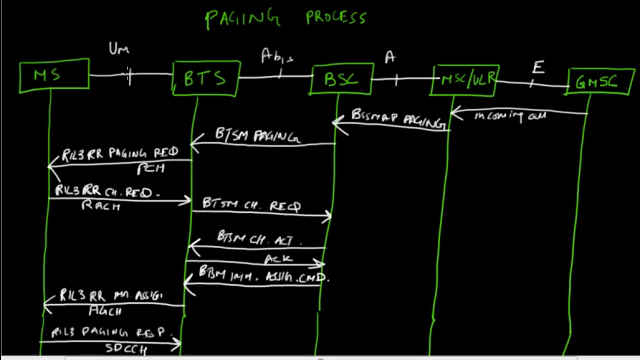 PAGING PROCESS
Um
Abis
A
E
MS
BTS
BSC
MSC/VLR
GMSC
incoming call
BSSMAP PAGING
BTSM PAGING
RIL3 RR PAGING REQ
PCH
RIL3 RR CH. REQ.
RACH
BTSM CH. REQ
BTSM CH. ACT
ACK
BTSM IMM. ASSIG. CMD.
RIL3 RR IMM ASSIG.
AGCH
RIL3 PAGING RESP.
SDCCH